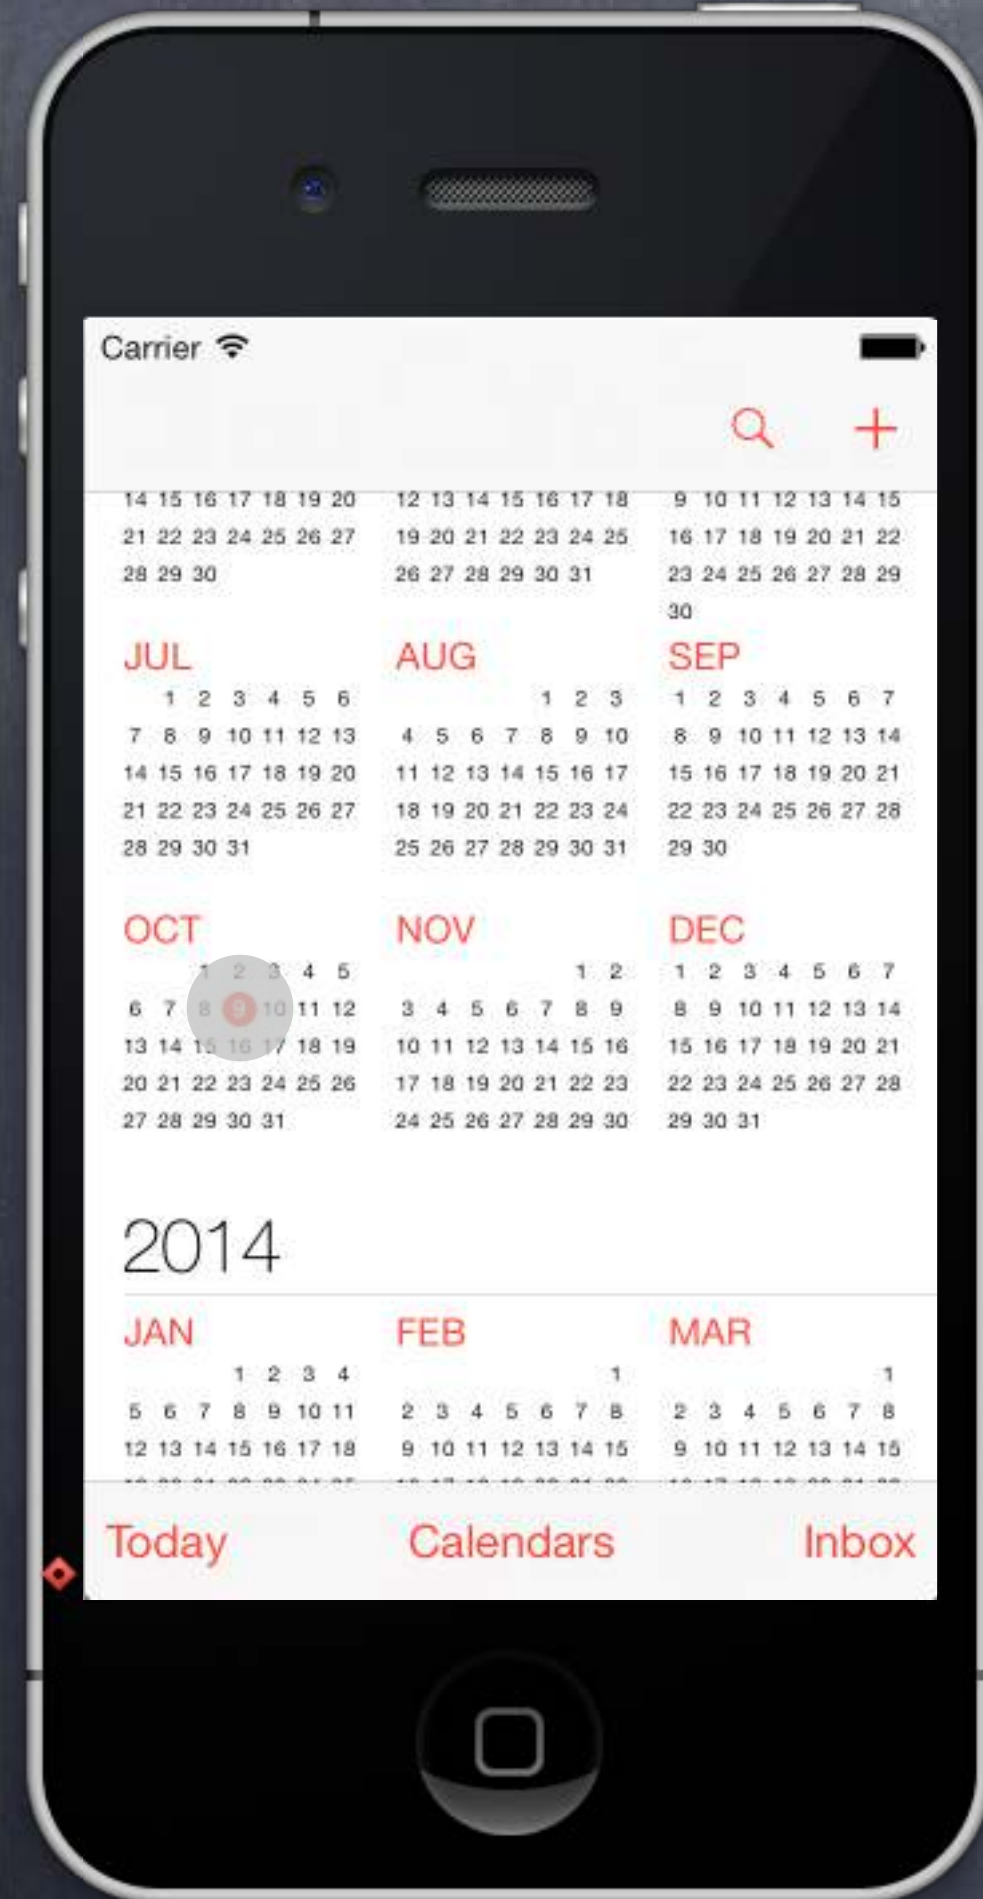 Carrier
14 15 16 17 18 19 20 12 13 14 15 16 17 18 9 10 11 12 13 14 15
21 22 23 24 25 26 27 19 20 21 22 23 24 25 16 17 18 19 20 21 22
28 29 30 26 27 28 29 30 31 23 24 25 26 27 28 29
30
JUL AUG SEP
1 2 3 4 5 6 1 2 3 1 2 3 4 5 6 7
7 8 9 10 11 12 13 4 5 6 7 8 9 10 8 9 10 11 12 13 14
14 15 16 17 18 19 20 11 12 13 14 15 16 17 15 16 17 18 19 20 21
21 22 23 24 25 26 27 18 19 20 21 22 23 24 22 23 24 25 26 27 28
28 29 30 31 25 26 27 28 29 30 31 29 30
OCT NOV DEC
1 2 3 4 5 1 2 1 2 3 4 5 6 7
6 7 8 9 10 11 12 3 4 5 6 7 8 9 8 9 10 11 12 13 14
13 14 15 16 17 18 19 10 11 12 13 14 15 16 15 16 17 18 19 20 21
20 21 22 23 24 25 26 17 18 19 20 21 22 23 22 23 24 25 26 27 28
27 28 29 30 31 24 25 26 27 28 29 30 29 30 31
2014
JAN FEB MAR
1 2 3 4 1 1
5 6 7 8 9 10 11 2 3 4 5 6 7 8 2 3 4 5 6 7 8
12 13 14 15 16 17 18 9 10 11 12 13 14 15 9 10 11 12 13 14 15
Today Calendars Inbox